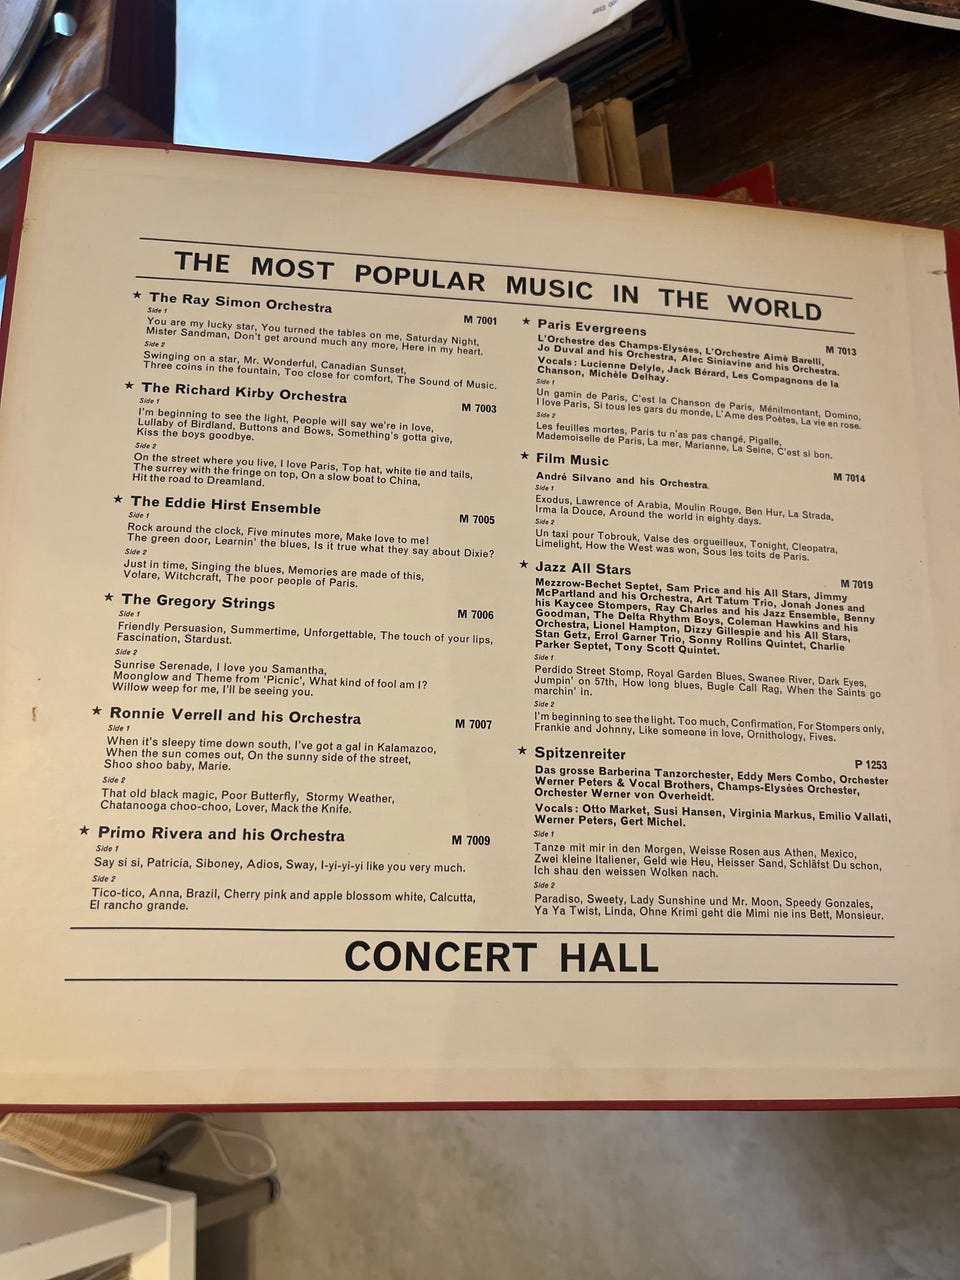 THE MOST POPULAR MUSIC IN THE WORLD
★ The Ray Simon Orchestra
M 7001
Side 1
You are my lucky star, You turned the tables on me, Saturday Night,
Mister Sandman, Don't get around much any more, Here in my heart.
Side 2
Swinging on a star, Mr. Wonderful, Canadian Sunset,
Three coins in the fountain, Too close for comfort, The Sound of Music.
★ The Richard Kirby Orchestra
M 7003
Side 1
I'm beginning to see the light, People will say we're in love,
Lullaby of Birdland, Buttons and Bows, Something's gotta give,
Kiss the boys goodbye.
Side 2
On the street where you live, I love Paris, Top hat, white tie and tails,
The surrey with the fringe on top, On a slow boat to China,
Hit the road to Dreamland.
★ The Eddie Hirst Ensemble
M 7005
Side 1
Rock around the clock, Five minutes more, Make love to me!
The green door, Learnin' the blues, Is it true what they say about Dixie?
Side 2
Just in time, Singing the blues, Memories are made of this,
Volare, Witchcraft, The poor people of Paris.
★ The Gregory Strings
M 7006
Side 1
Friendly Persuasion, Summertime, Unforgettable, The touch of your lips,
Fascination, Stardust.
Side 2
Sunrise Serenade, I love you Samantha,
Moonglow and Theme from 'Picnic', What kind of fool am I?
Willow weep for me, I'll be seeing you.
★ Ronnie Verrell and his Orchestra
M 7007
Side 1
When it's sleepy time down south, I've got a gal in Kalamazoo,
When the sun comes out, On the sunny side of the street,
Shoo shoo baby, Marie.
Side 2
That old black magic, Poor Butterfly, Stormy Weather,
Chatanooga choo-choo, Lover, Mack the Knife.
★ Primo Rivera and his Orchestra
M 7009
Side 1
Say si si, Patricia, Siboney, Adios, Sway, I-yi-yi-yi like you very much.
Side 2
Tico-tico, Anna, Brazil, Cherry pink and apple blossom white, Calcutta,
El rancho grande.
★ Paris Evergreens
M 7013
L'Orchestre des Champs-Elysées, L'Orchestre Aimé Barelli,
Jo Duval and his Orchestra, Alec Siniavine and his Orchestra.
Vocals: Lucienne Delyle, Jack Bérard, Les Compagnons de la
Chanson, Michèle Delhay.
Side 1
Un gamin de Paris, C'est la Chanson de Paris, Ménilmontant, Domino,
I love Paris, Si tous les gars du monde, L'Ame des Poètes, La vie en rose.
Side 2
Les feuilles mortes, Paris tu n'as pas changé, Pigalle,
Mademoiselle de Paris, La mer, Marianne, La Seine, C'est si bon.
★ Film Music
M 7014
André Silvano and his Orchestra
Side 1
Exodus, Lawrence of Arabia, Moulin Rouge, Ben Hur, La Strada,
Irma la Douce, Around the world in eighty days.
Side 2
Un taxi pour Tobrouk, Valse des orgueilleux, Tonight, Cleopatra,
Limelight, How the West was won, Sous les toits de Paris.
★ Jazz All Stars
M 7019
Mezzrow-Bechet Septet, Sam Price and his All Stars, Jimmy
McPartland and his Orchestra, Art Tatum Trio, Jonah Jones and
his Kaycee Stompers, Ray Charles and his Jazz Ensemble, Benny
Goodman, The Delta Rhythm Boys, Coleman Hawkins and his
Orchestra, Lionel Hampton, Dizzy Gillespie and his All Stars,
Stan Getz, Errol Garner Trio, Sonny Rollins Quintet, Charlie
Parker Septet, Tony Scott Quintet.
Side 1
Perdido Street Stomp, Royal Garden Blues, Swanee River, Dark Eyes,
Jumpin' on 57th, How long blues, Bugle Call Rag, When the Saints go
marchin' in.
Side 2
I'm beginning to see the light, Too much, Confirmation, For Stompers only,
Frankie and Johnny, Like someone in love, Ornithology, Fives.
★ Spitzenreiter
P 1253
Das grosse Barberina Tanzorchester, Eddy Mers Combo, Orchester
Werner Peters & Vocal Brothers, Champs-Elysées Orchester,
Orchester Werner von Overheidt.
Vocals: Otto Market, Susi Hansen, Virginia Markus, Emilio Vallati,
Werner Peters, Gert Michel.
Side 1
Tanze mit mir in den Morgen, Weisse Rosen aus Athen, Mexico,
Zwei kleine Italiener, Geld wie Heu, Heisser Sand, Schläfst Du schon,
Ich shau den weissen Wolken nach.
Side 2
Paradiso, Sweety, Lady Sunshine und Mr. Moon, Speedy Gonzales,
Ya Ya Twist, Linda, Ohne Krimi geht die Mimi nie ins Bett, Monsieur.
CONCERT HALL